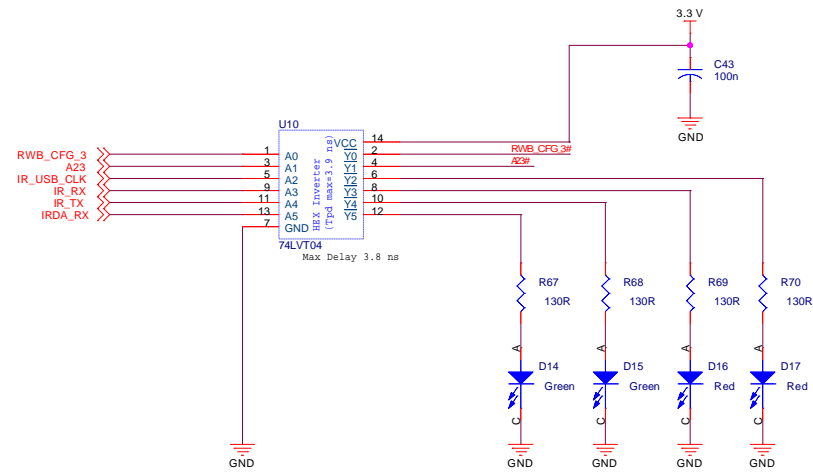 3.3 V
C43
100n
GND
U10
VCC
14
RWB_CFG_3
1
A0
Y0
2
RWB_CFG_3#
A23
3
A1
Y1
4
A23#
IR_USB_CLK
5
A2
Y2
6
IR_RX
9
A3
Y3
8
IR_TX
11
A4
Y4
10
IRDA_RX
13
A5
Y5
12
7
GND
HEX Inverter
(Tpd max=3.9 ns)
74LVT04
Max Delay 3.8 ns
R67
130R
R68
130R
R69
130R
R70
130R
A
A
A
A
D14
Green
D15
Green
D16
Red
D17
Red
C
C
C
C
GND
GND
GND
GND
GND